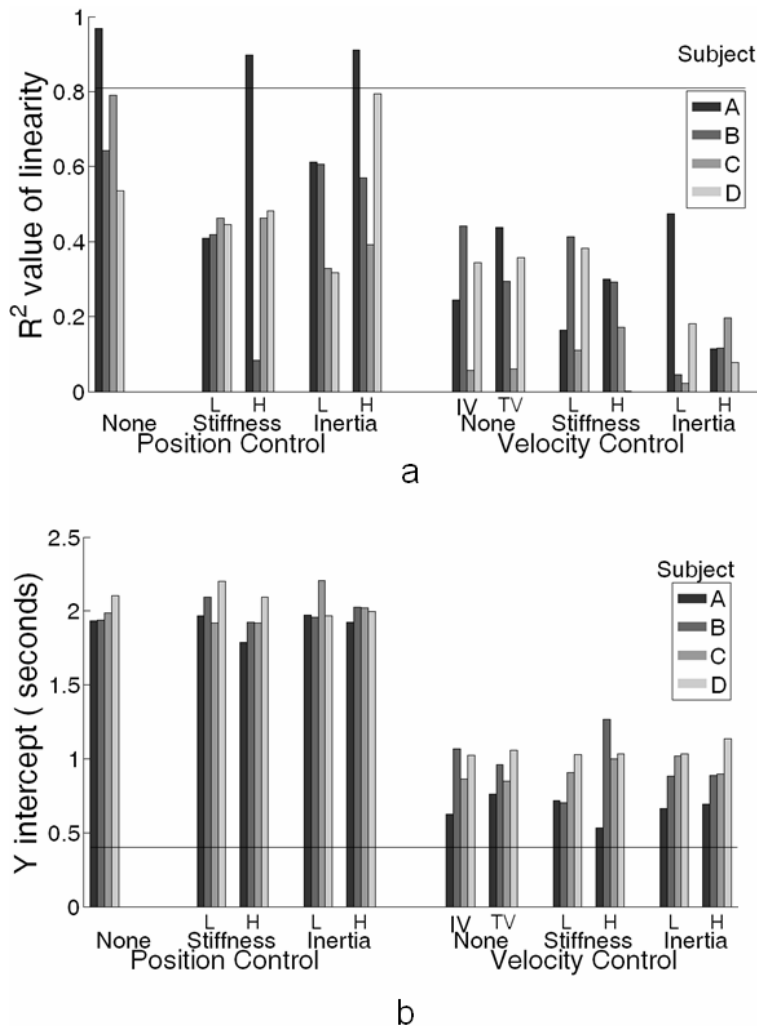 1
0.8
0.6
0.4
0.2
0
R² value of linearity
Subject
A
B
C
D
L H L H IV TV L H L H
None Stiffness Inertia None Stiffness Inertia
Position Control Velocity Control
a
2.5
2
1.5
1
0.5
0
Y intercept ( seconds)
Subject
A
B
C
D
L H L H IV TV L H L H
None Stiffness Inertia None Stiffness Inertia
Position Control Velocity Control
b